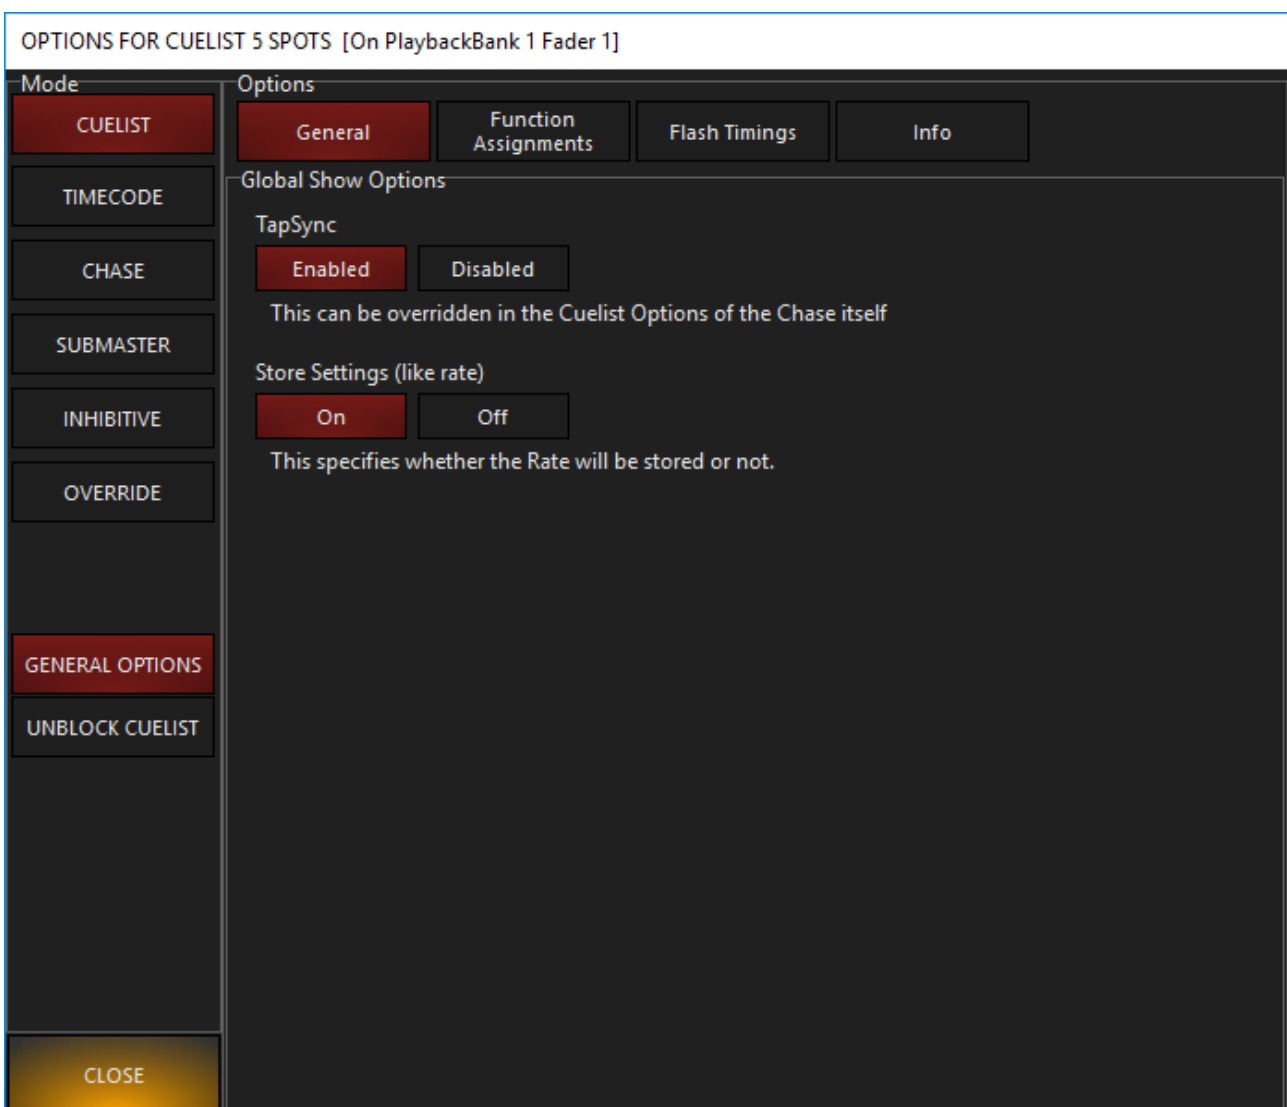 OPTIONS FOR CUELIST 5 SPOTS [On PlaybackBank 1 Fader 1]
Mode
CUELIST
TIMECODE
CHASE
SUBMASTER
INHIBITIVE
OVERRIDE
GENERAL OPTIONS
UNBLOCK CUELIST
CLOSE
Options
General
Function
Assignments
Flash Timings
Info
Global Show Options
TapSync
Enabled
Disabled
This can be overridden in the Cuelist Options of the Chase itself
Store Settings (like rate)
On
Off
This specifies whether the Rate will be stored or not.